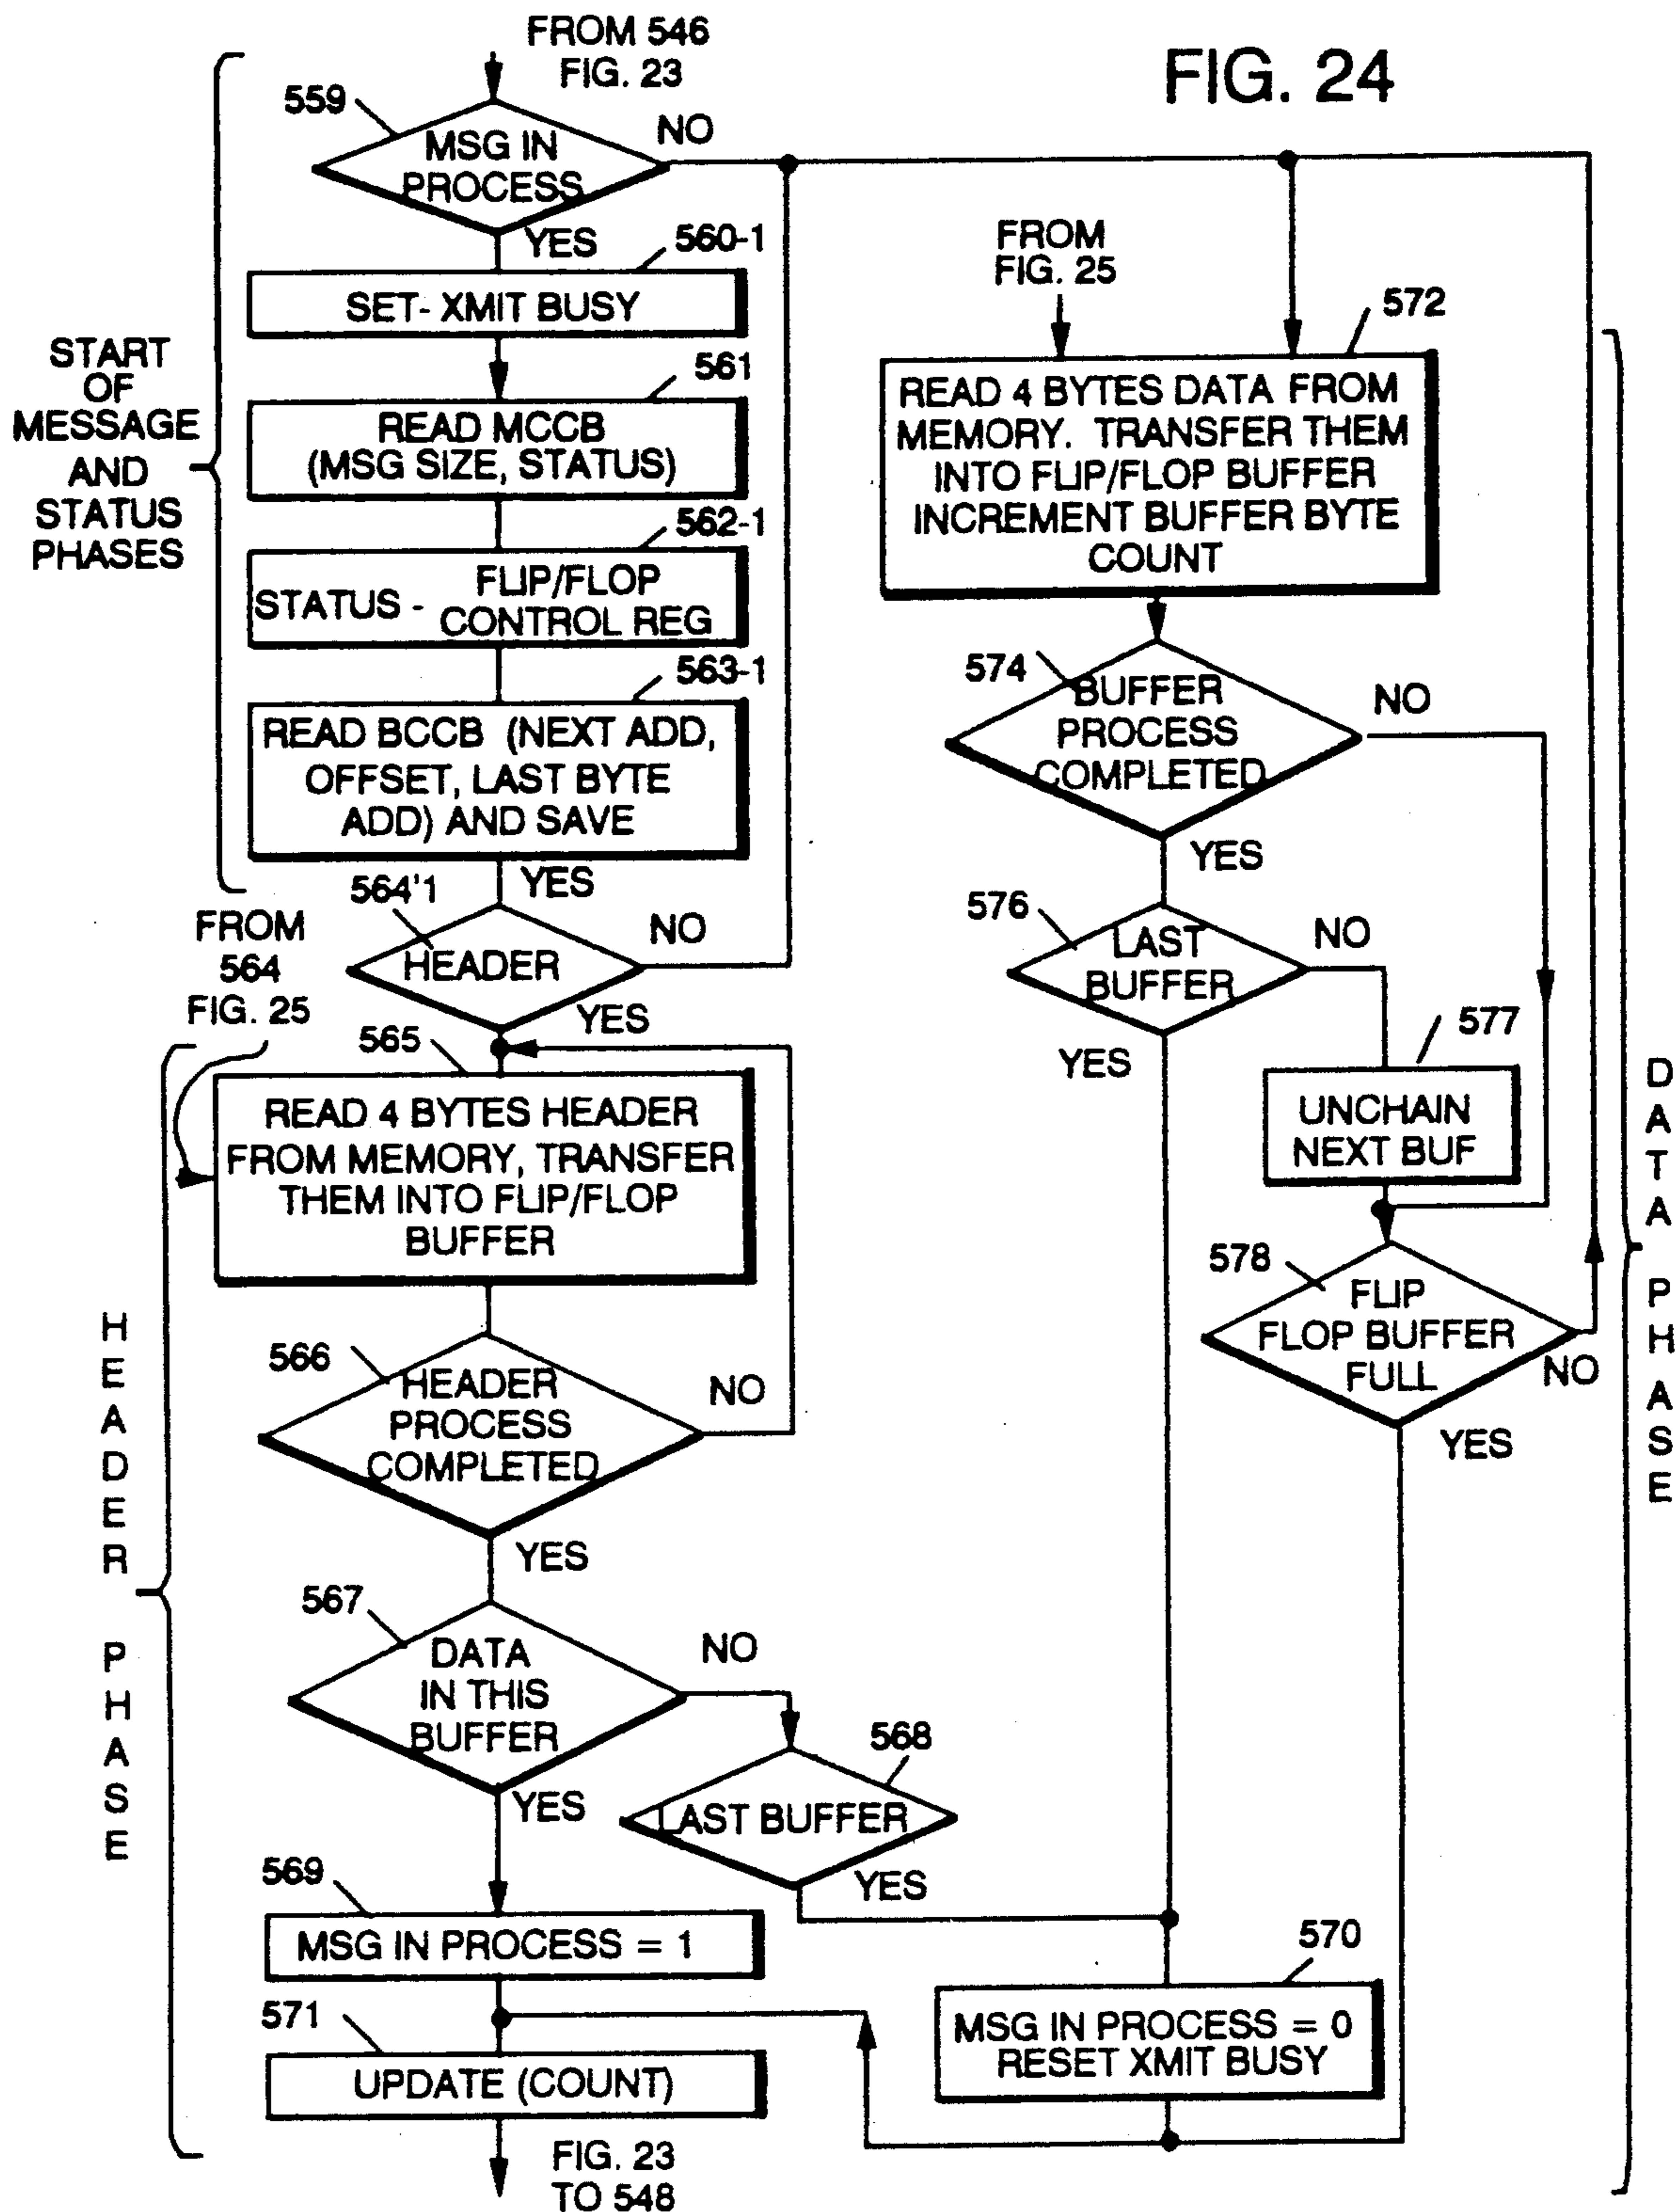 FROM 546
FIG. 23
FIG. 24
559
MSG IN
PROCESS
NO
YES
560-1
SET- XMIT BUSY
561
READ MCCB
(MSG SIZE, STATUS)
562-1
STATUS - FLIP/FLOP
CONTROL REG
563-1
READ BCCB (NEXT ADD,
OFFSET, LAST BYTE
ADD) AND SAVE
YES
START
OF
MESSAGE
AND
STATUS
PHASES
564'1
HEADER
NO
YES
FROM
564
FIG. 25
565
READ 4 BYTES HEADER
FROM MEMORY, TRANSFER
THEM INTO FLIP/FLOP
BUFFER
566
HEADER
PROCESS
COMPLETED
NO
YES
567
DATA
IN THIS
BUFFER
NO
YES
568
LAST BUFFER
YES
569
MSG IN PROCESS = 1
571
UPDATE (COUNT)
FIG. 23
TO 548
HEADER PHASE
FROM
FIG. 25
572
READ 4 BYTES DATA FROM
MEMORY. TRANSFER THEM
INTO FLIP/FLOP BUFFER
INCREMENT BUFFER BYTE
COUNT
574
BUFFER
PROCESS
COMPLETED
NO
YES
576
LAST
BUFFER
NO
YES
577
UNCHAIN
NEXT BUF
578
FLIP
FLOP BUFFER
FULL
NO
YES
570
MSG IN PROCESS = 0
RESET XMIT BUSY
DATA PHASE